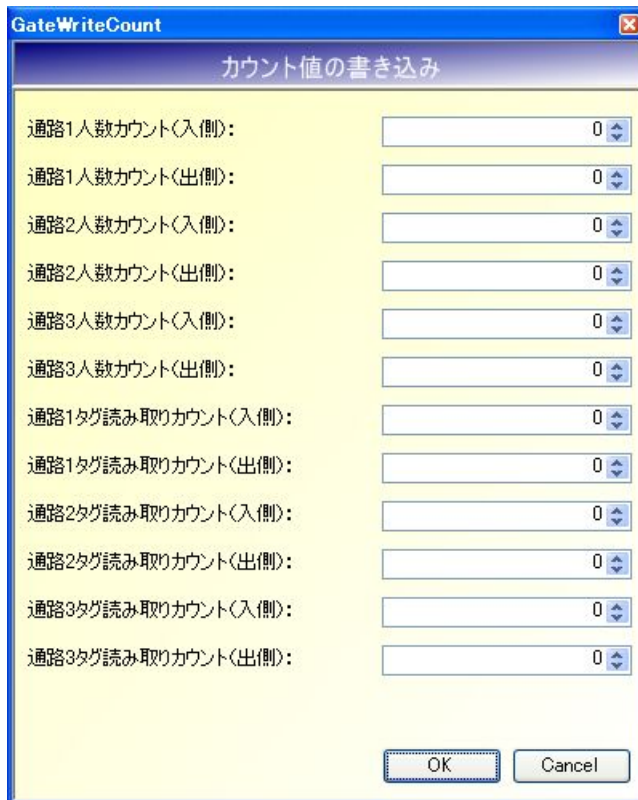 GateWriteCount
カウント値の書き込み
通路1人数カウント(入側): 0
通路1人数カウント(出側): 0
通路2人数カウント(入側): 0
通路2人数カウント(出側): 0
通路3人数カウント(入側): 0
通路3人数カウント(出側): 0
通路1タグ読み取りカウント(入側): 0
通路1タグ読み取りカウント(出側): 0
通路2タグ読み取りカウント(入側): 0
通路2タグ読み取りカウント(出側): 0
通路3タグ読み取りカウント(入側): 0
通路3タグ読み取りカウント(出側): 0
OK Cancel